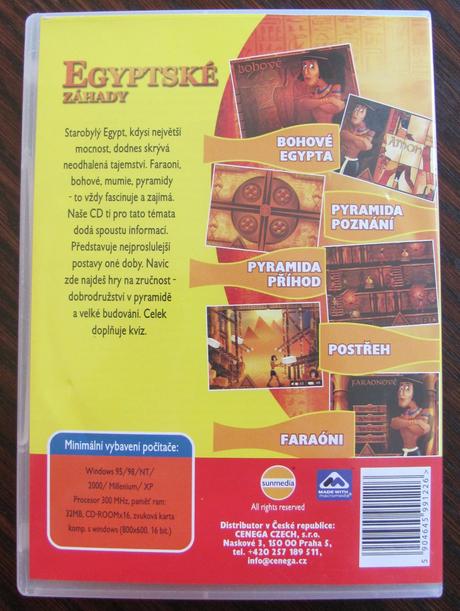 EGYPTSKÉ
ZÁHADY
Starobylý Egypt, kdysi největší
mocnost, dodnes skrývá
neodhalená tajemství. Faraoni,
bohové, mumie, pyramidy
- to vždy fascinuje a zajímá.
Naše CD ti pro tato témata
dodá spoustu informací.
Představuje nejproslulejší
postavy oné doby. Navic
zde najdeš hry na zručnost -
dobrodružství v pyramidě
a velké budování. Celek
doplňuje kvíz.
BOHOVÉ
BOHOVÉ
EGYPTA
PYRAMIDA
POZNÁNÍ
PYRAMIDA
PŘÍHOD
POSTŘEH
FARAONOVÉ
FARAÓNI
Minimální vybavení počítače:
Windows 95/98/NT/
2000/ Millenium/ XP
Procesor 300 MHz, paměť ram:
32MB, CD-ROOMx16, zvuková karta
komp. s windows (800x600. 16 bit.)
sunmedia
MADE WITH
macromedia
All rights reserved
Distributor v České republice:
CENEGA CZECH, s.r.o.
Naskové 3, 150 00 Praha 5,
tel. +420 257 189 511,
info@cenega.cz
5 904645 951226 >